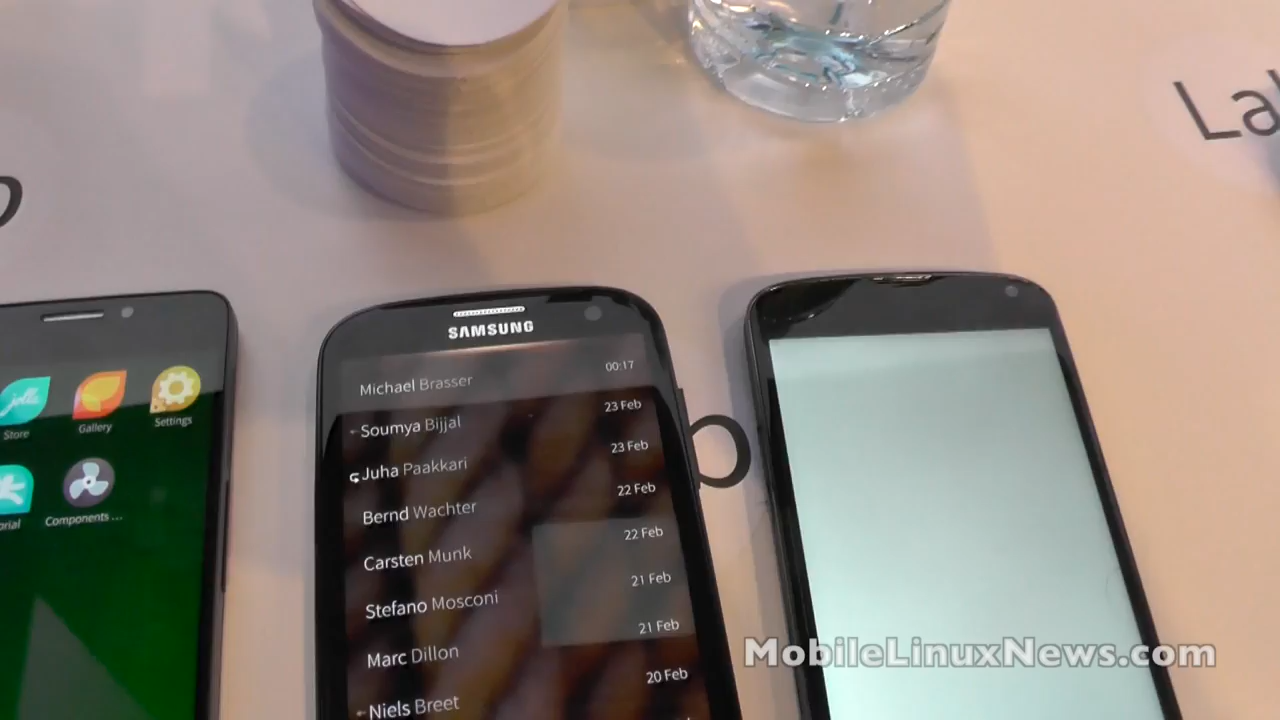 La
SAMSUNG
Michael Brasser 00:17
Soumya Bijjal 23 Feb
Juha Paakkari 23 Feb
Bernd Wachter 22 Feb
Carsten Munk 22 Feb
Stefano Mosconi 21 Feb
Marc Dillon 21 Feb
Niels Breet 20 Feb
jolla
Store
Gallery
Settings
orial
Components ...
MobileLinuxNews.com